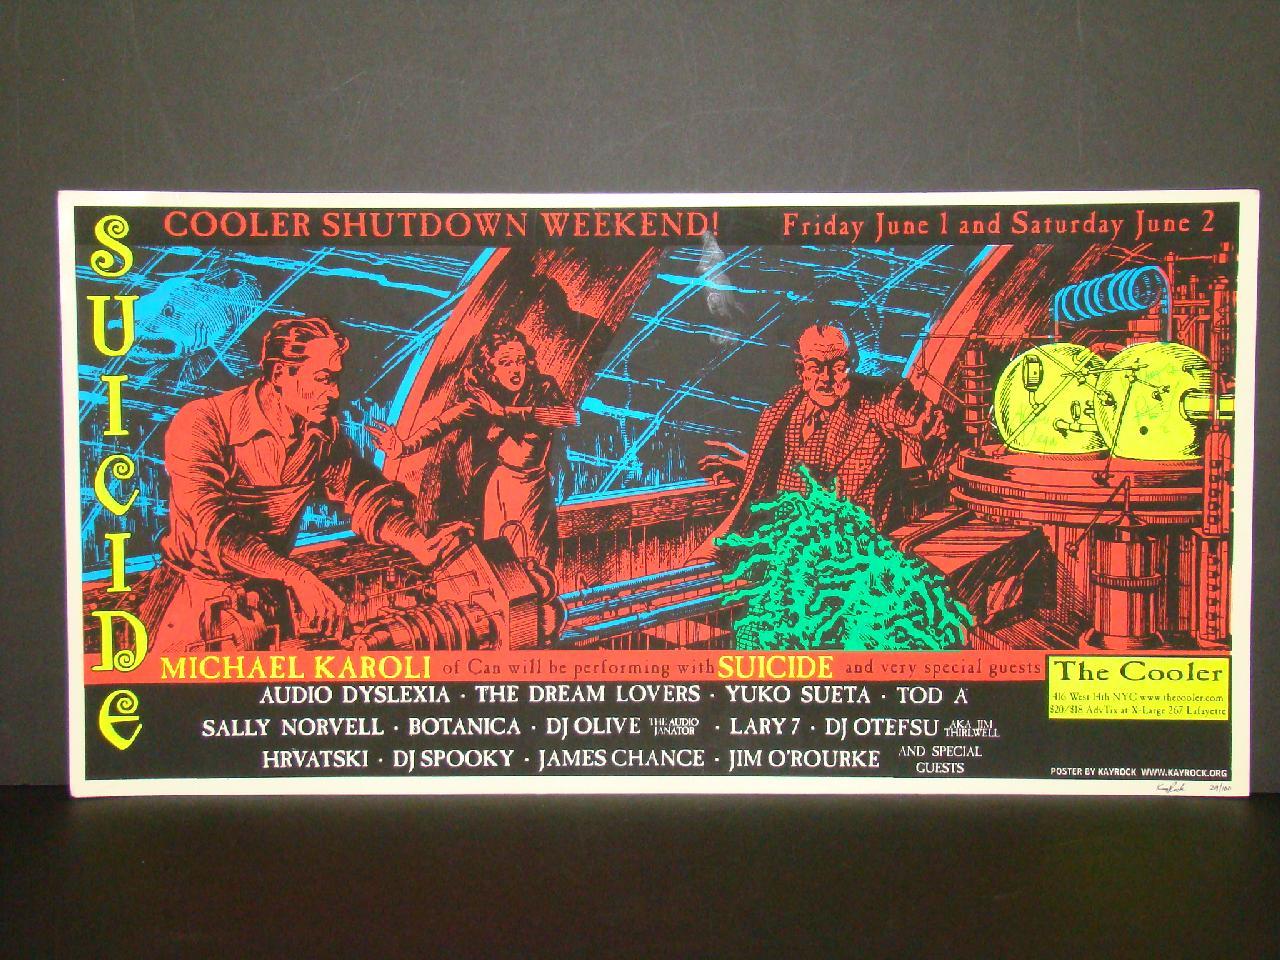 SUICIDE
COOLER SHUTDOWN WEEKEND!
Friday June 1 and Saturday June 2
MICHAEL KAROLI of Can will be performing with SUICIDE and very special guests
AUDIO DYSLEXIA · THE DREAM LOVERS · YUKO SUETA · TOD A
SALLY NORVELL · BOTANICA · DJ OLIVE THE AUDIO JANATOR · LARY 7 · DJ OTEFSU AKA JIM THIRLWELL
HRVATSKI · DJ SPOOKY · JAMES CHANCE · JIM O'ROURKE AND SPECIAL GUESTS
The Cooler
416 West 14th NYC www.thecooler.com
$20/$18 AdvTix at X-Large 267 Lafayette
POSTER BY KAYROCK WWW.KAYROCK.ORG